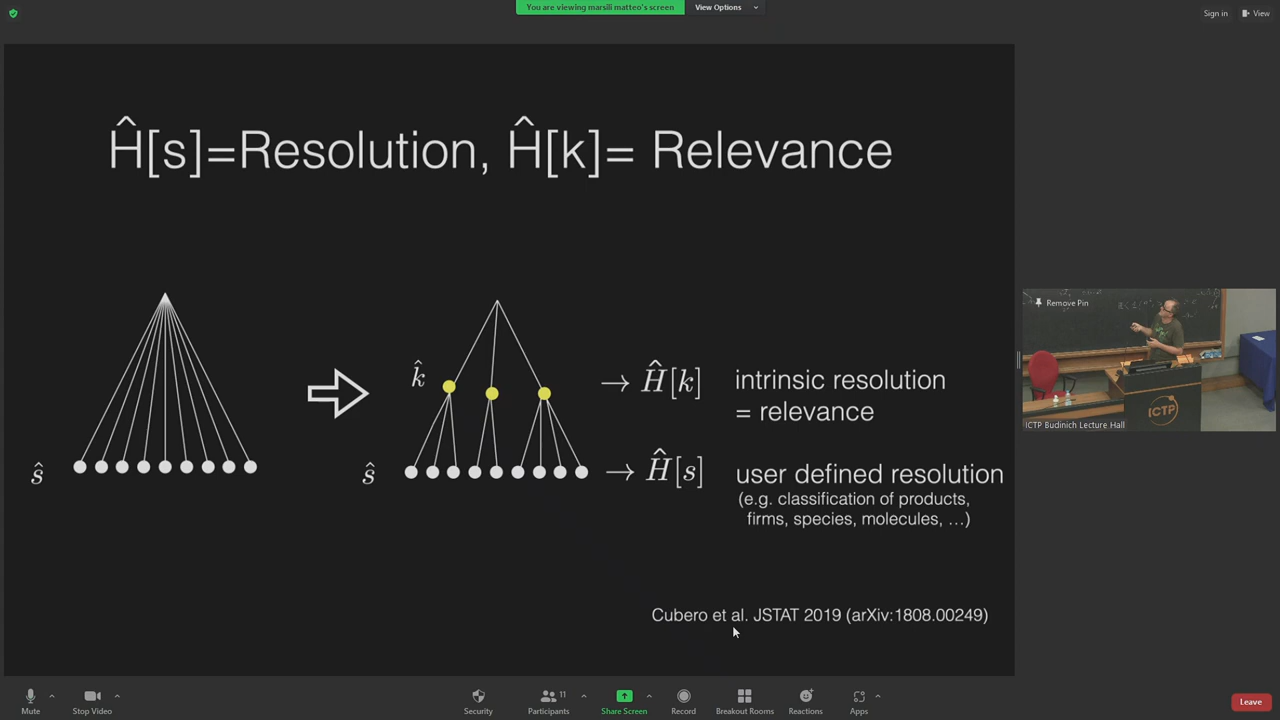 You are viewing marsili matteo's screen
View Options
Sign in
View
Ĥ[s]=Resolution, Ĥ[k]= Relevance
k̂
→ Ĥ[k]
intrinsic resolution
= relevance
ŝ
ŝ
→ Ĥ[s]
user defined resolution
(e.g. classification of products,
firms, species, molecules, …)
Cubero et al. JSTAT 2019 (arXiv:1808.00249)
Remove Pin
ICTP
ICTP Budinich Lecture Hall
Mute
Stop Video
Security
Participants
11
Share Screen
Record
Breakout Rooms
Reactions
Apps
Leave